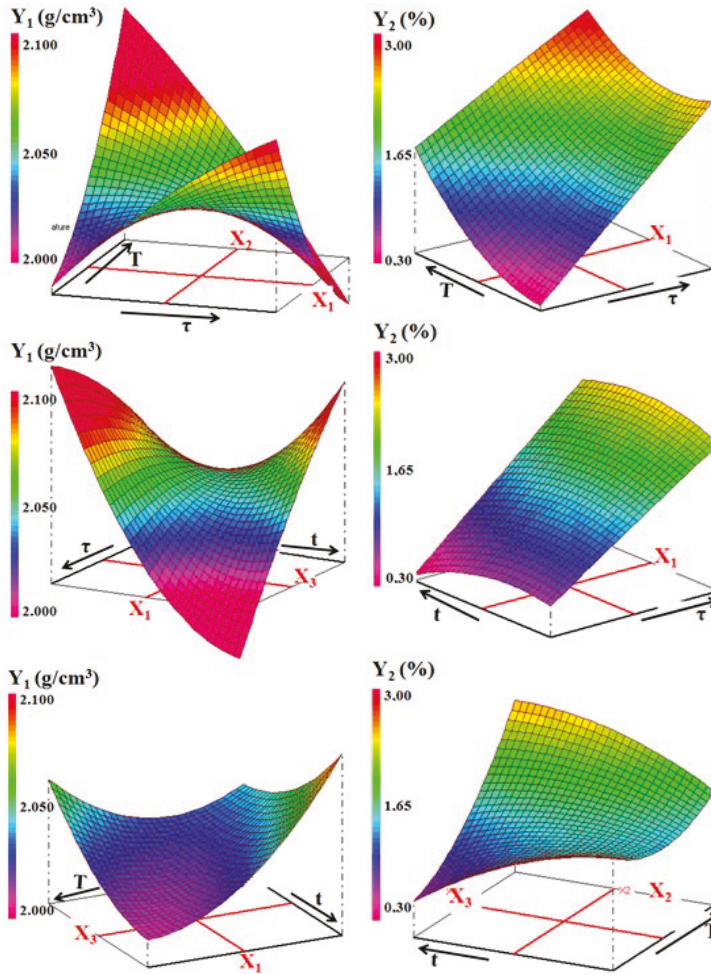 Y₁ (g/cm³)
2.100
2.050
2.000
ature
T
X₂
X₁
τ
Y₂ (%)
3.00
1.65
0.30
X₁
T
τ
Y₁ (g/cm³)
2.100
2.050
2.000
τ
t
X₃
X₁
Y₂ (%)
3.00
1.65
0.30
X₁
t
τ
Y₁ (g/cm³)
2.100
2.050
2.000
T
t
X₃
X₁
Y₂ (%)
3.00
1.65
0.30
X₃
X2
X₂
t
T